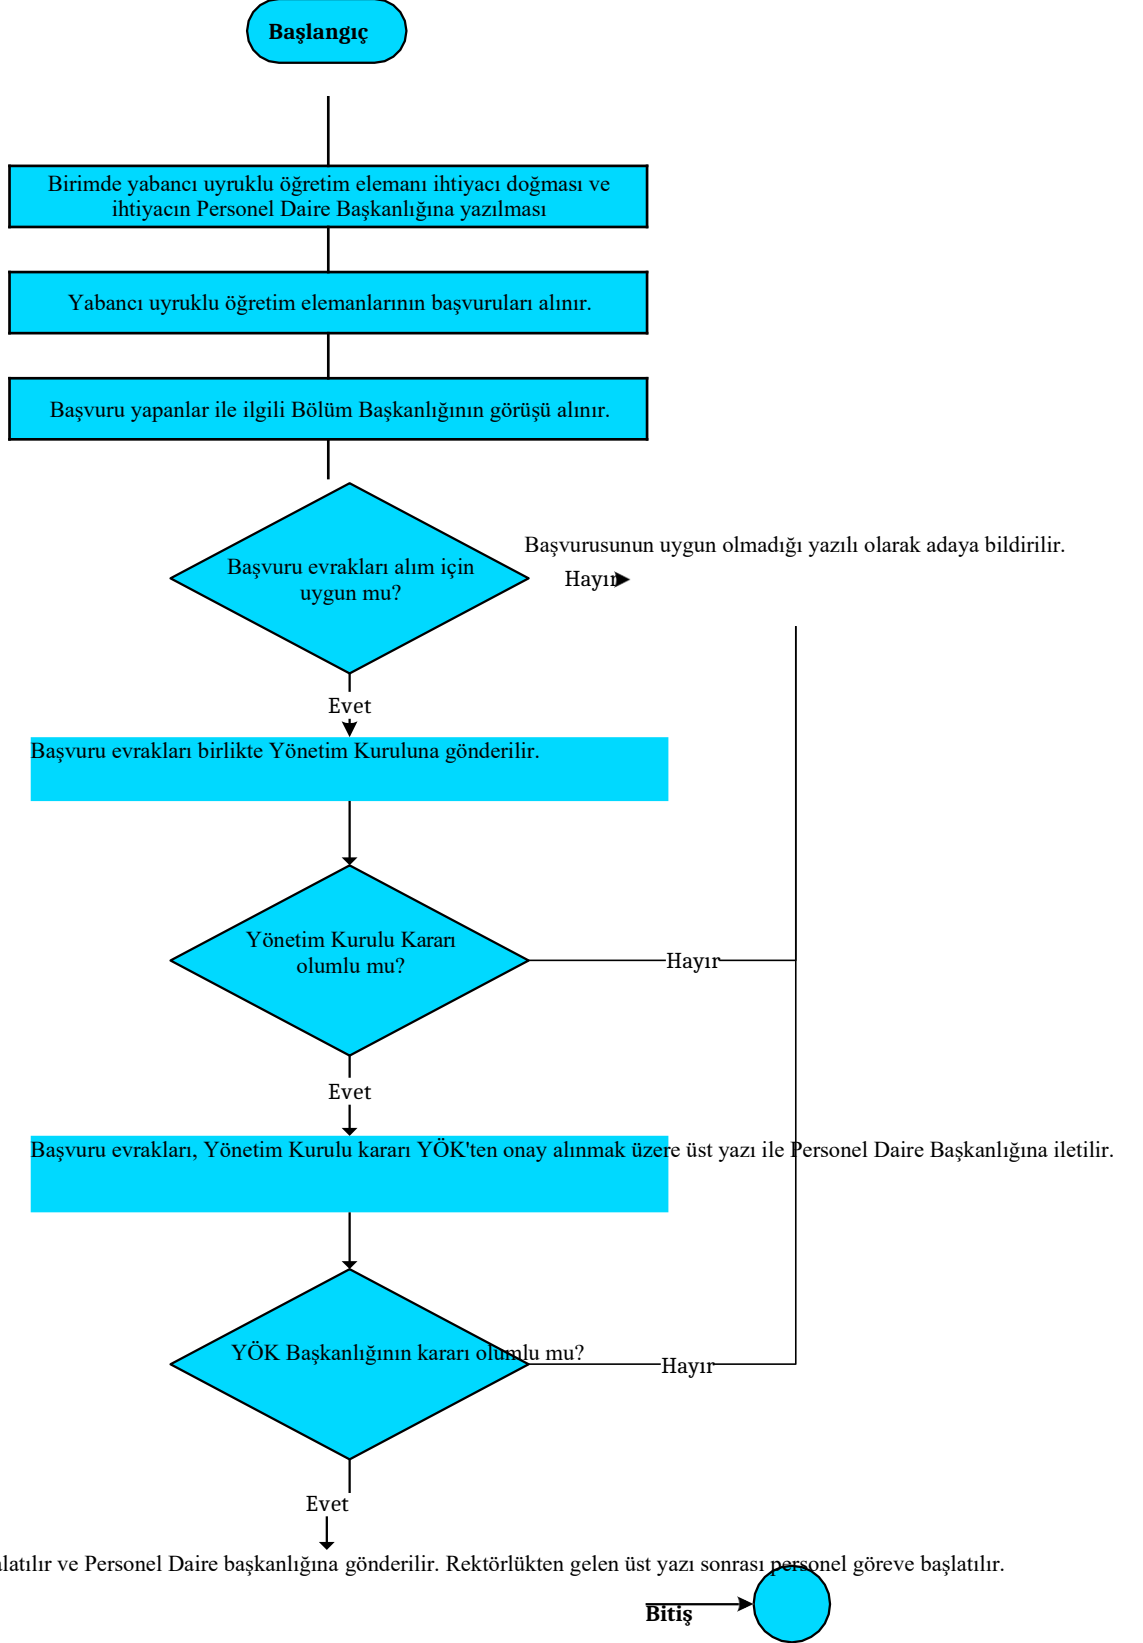 Başlangıç
Birimde yabancı uyruklu öğretim elemanı ihtiyacı doğması ve
ihtiyacın Personel Daire Başkanlığına yazılması
Yabancı uyruklu öğretim elemanlarının başvuruları alınır.
Başvuru yapanlar ile ilgili Bölüm Başkanlığının görüşü alınır.
Başvurusunun uygun olmadığı yazılı olarak adaya bildirilir.
Başvuru evrakları alım için
uygun mu?
Hayır
Evet
Başvuru evrakları birlikte Yönetim Kuruluna gönderilir.
Yönetim Kurulu Kararı
olumlu mu?
Hayır
Evet
Başvuru evrakları, Yönetim Kurulu kararı YÖK'ten onay alınmak üzere üst yazı ile Personel Daire Başkanlığına iletilir.
YÖK Başkanlığının kararı olumlu mu?
Hayır
Evet
ve Personel Daire başkanlığına gönderilir. Rektörlükten gelen üst yazı sonrası personel göreve başlatılır.
Bitiş